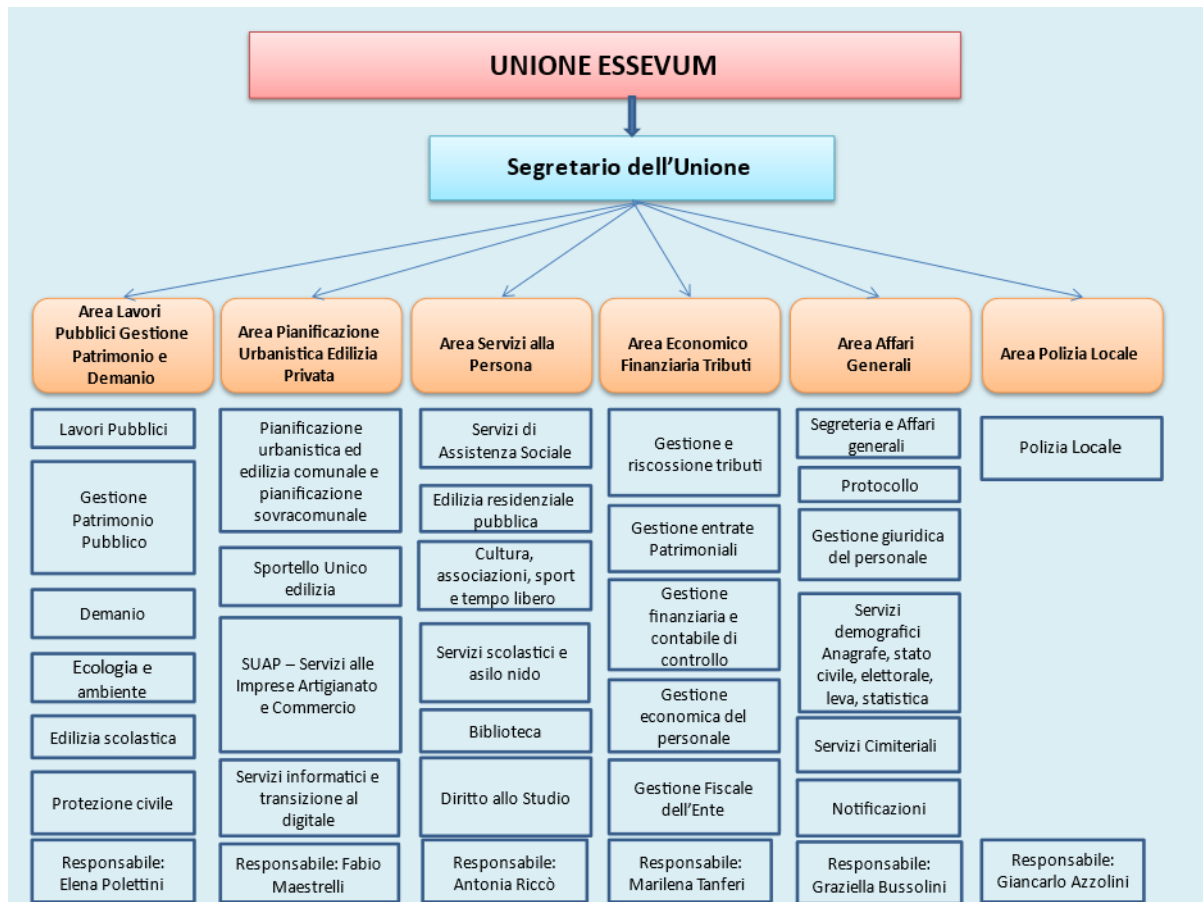 UNIONE ESSEVUM
Segretario dell'Unione
Area Lavori
Pubblici Gestione
Patrimonio e
Demanio
Area Pianificazione
Urbanistica Edilizia
Privata
Area Servizi alla
Persona
Area Economico
Finanziaria Tributi
Area Affari
Generali
Area Polizia Locale
Lavori Pubblici
Gestione
Patrimonio
Pubblico
Demanio
Ecologia e
ambiente
Edilizia scolastica
Protezione civile
Responsabile:
Elena Polettini
Pianificazione
urbanistica ed
edilizia comunale e
pianificazione
sovracomunale
Sportello Unico
edilizia
SUAP – Servizi alle
Imprese Artigianato
e Commercio
Servizi informatici e
transizione al
digitale
Responsabile: Fabio
Maestrelli
Servizi di
Assistenza Sociale
Edilizia residenziale
pubblica
Cultura,
associazioni, sport
e tempo libero
Servizi scolastici e
asilo nido
Biblioteca
Diritto allo Studio
Responsabile:
Antonia Riccò
Gestione e
riscossione tributi
Gestione entrate
Patrimoniali
Gestione
finanziaria e
contabile di
controllo
Gestione
economica del
personale
Gestione Fiscale
dell'Ente
Responsabile:
Marilena Tanferi
Segreteria e Affari
generali
Protocollo
Gestione giuridica
del personale
Servizi
demografici
Anagrafe, stato
civile, elettorale,
leva, statistica
Servizi Cimiteriali
Notificazioni
Responsabile:
Graziella Bussolini
Polizia Locale
Responsabile:
Giancarlo Azzolini